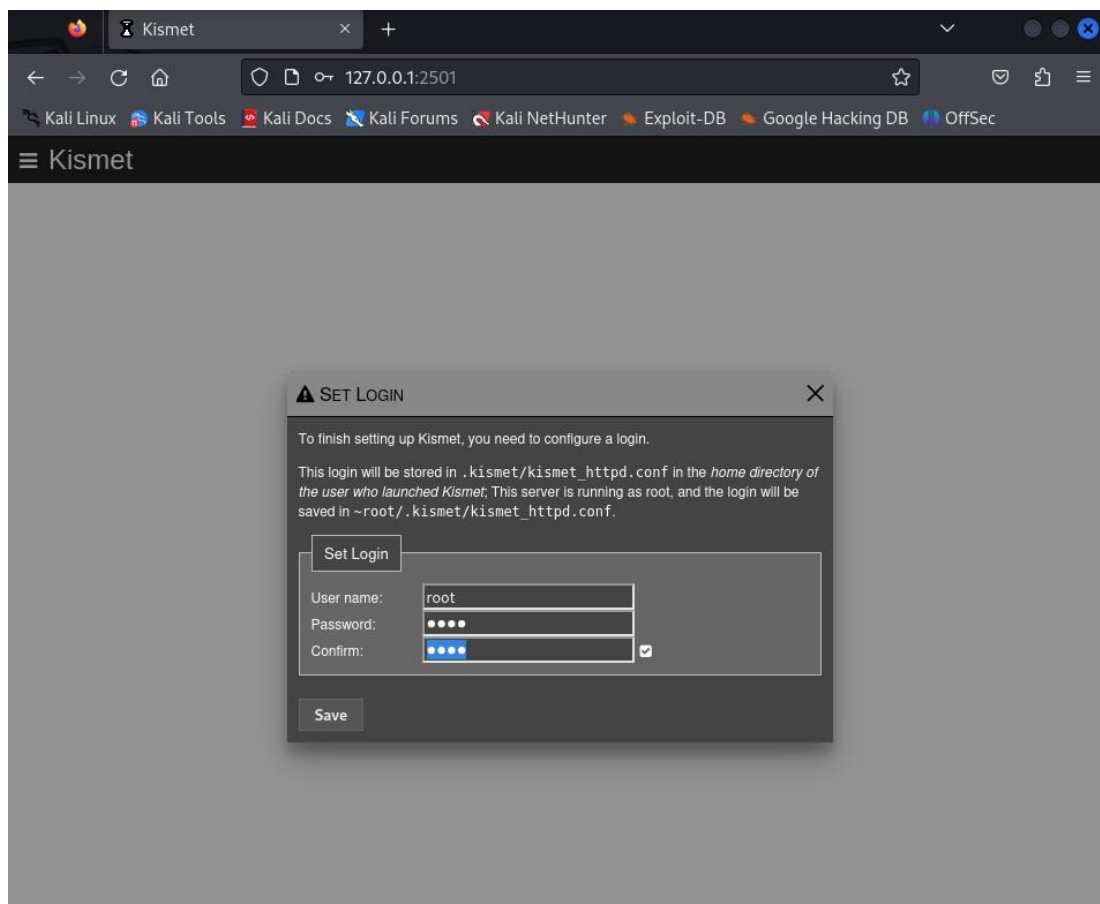 Kismet
127.0.0.1:2501
Kali Linux Kali Tools Kali Docs Kali Forums Kali NetHunter Exploit-DB Google Hacking DB OffSec
Kismet
SET LOGIN
To finish setting up Kismet, you need to configure a login.
This login will be stored in .kismet/kismet_httpd.conf in the home directory of
the user who launched Kismet; This server is running as root, and the login will be
saved in ~root/.kismet/kismet_httpd.conf.
Set Login
User name: root
Password: ••••
Confirm: ••••
Save